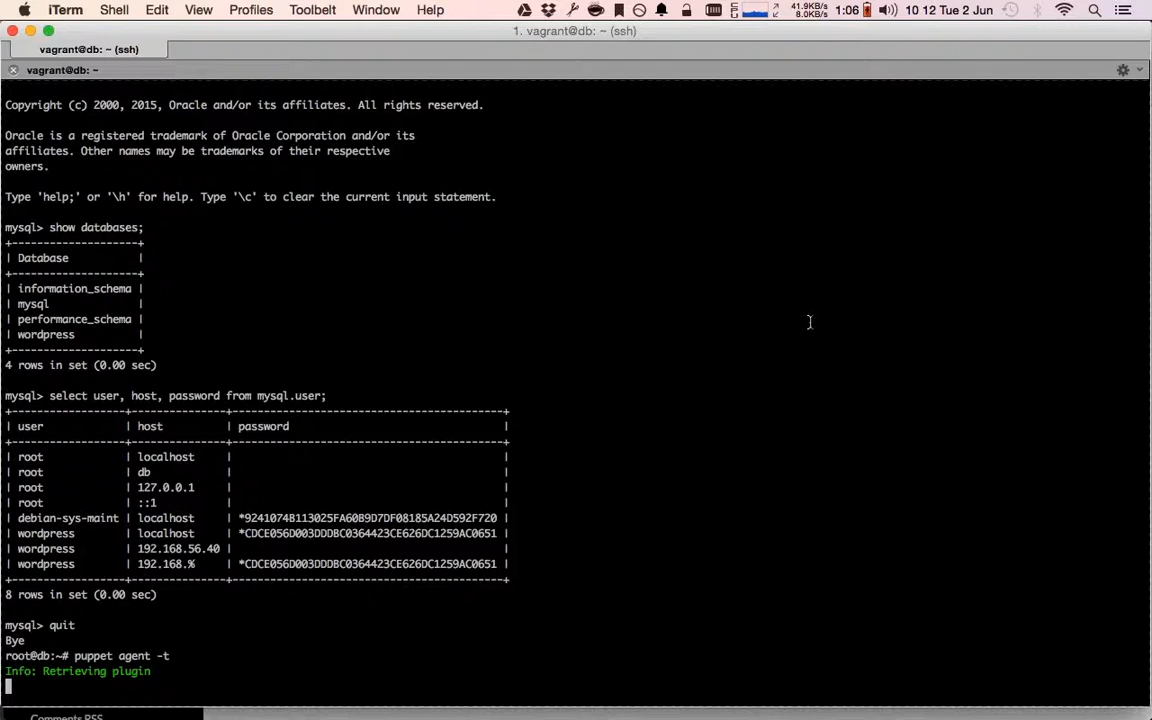 iTerm Shell Edit View Profiles Toolbelt Window Help 41.9KB/s 8.0KB/s 1:06 10 12 Tue 2 Jun
1. vagrant@db: ~ (ssh)
vagrant@db: ~ (ssh)
vagrant@db: ~
Copyright (c) 2000, 2015, Oracle and/or its affiliates. All rights reserved.
Oracle is a registered trademark of Oracle Corporation and/or its
affiliates. Other names may be trademarks of their respective
owners.
Type 'help;' or '\h' for help. Type '\c' to clear the current input statement.
mysql> show databases;
+--------------------+
| Database           |
+--------------------+
| information_schema |
| mysql              |
| performance_schema |
| wordpress          |
+--------------------+
4 rows in set (0.00 sec)
mysql> select user, host, password from mysql.user;
+------------------+---------------+-------------------------------------------+
| user             | host          | password                                  |
+------------------+---------------+-------------------------------------------+
| root             | localhost     |                                           |
| root             | db            |                                           |
| root             | 127.0.0.1     |                                           |
| root             | ::1           |                                           |
| debian-sys-maint | localhost     | *9241074B113025FA60B9D7DF08185A24D592F720 |
| wordpress        | localhost     | *CDCE056D003DDDBC0364423CE626DC1259AC0651 |
| wordpress        | 192.168.56.40 |                                           |
| wordpress        | 192.168.%     | *CDCE056D003DDDBC0364423CE626DC1259AC0651 |
+------------------+---------------+-------------------------------------------+
8 rows in set (0.00 sec)
mysql> quit
Bye
root@db:~# puppet agent -t
Info: Retrieving plugin
Comments RSS